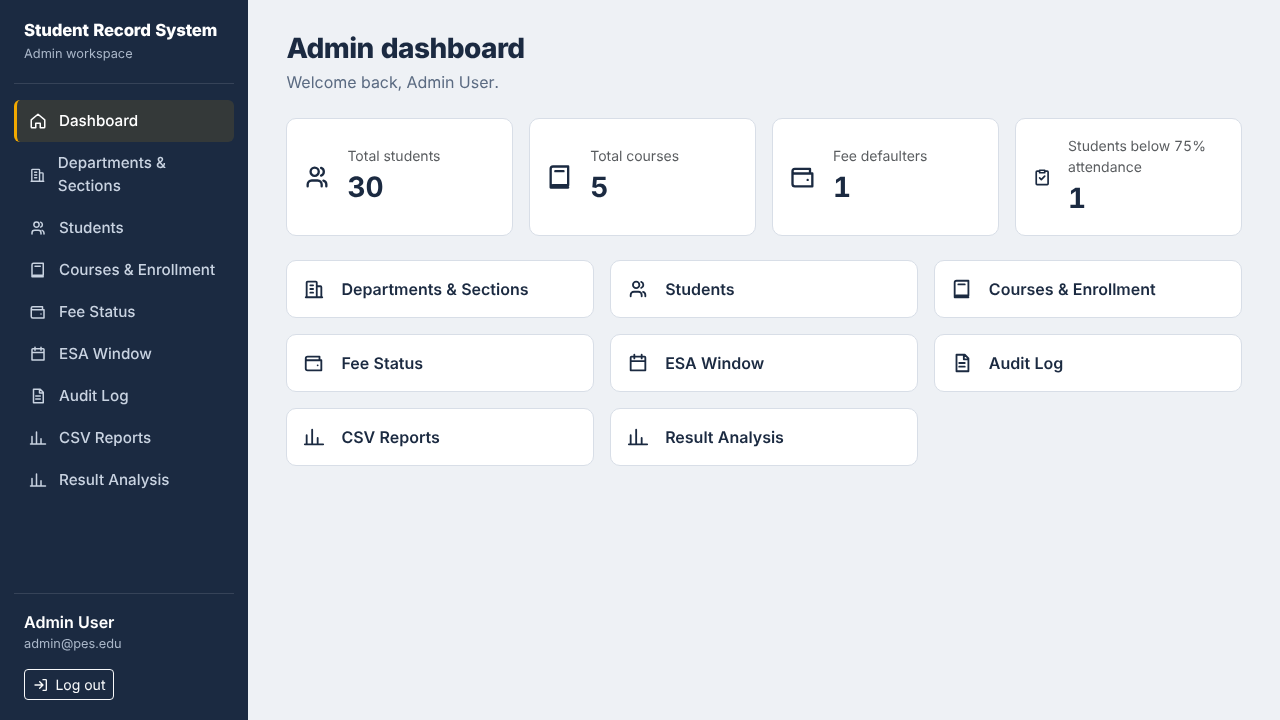 Student Record System
Admin workspace
Dashboard
Departments &
Sections
Students
Courses & Enrollment
Fee Status
ESA Window
Audit Log
CSV Reports
Result Analysis
Admin User
admin@pes.edu
Log out
Admin dashboard
Welcome back, Admin User.
Total students
30
Total courses
5
Fee defaulters
1
Students below 75%
attendance
1
Departments & Sections
Students
Courses & Enrollment
Fee Status
ESA Window
Audit Log
CSV Reports
Result Analysis